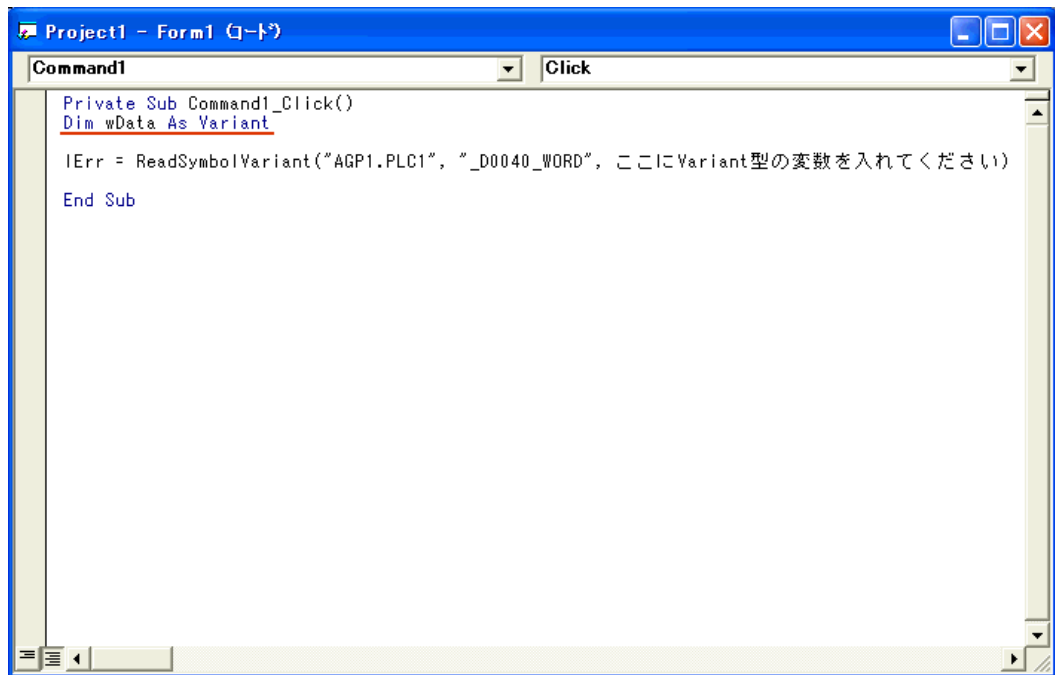 Project1 - Form1 (ｺｰﾄﾞ)
Command1
Click
Private Sub Command1_Click()
Dim wData As Variant
lErr = ReadSymbolVariant("AGP1.PLC1", "_D0040_WORD", ここにVariant型の変数を入れてください)
End Sub